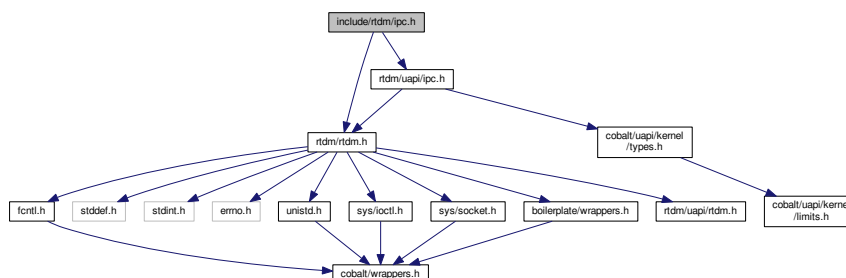 include/rtdm/ipc.h
rtdm/uapi/ipc.h
rtdm/rtdm.h
cobalt/uapi/kernel
/types.h
fcntl.h
stddef.h
stdint.h
errno.h
unistd.h
sys/ioctl.h
sys/socket.h
boilerplate/wrappers.h
rtdm/uapi/rtdm.h
cobalt/uapi/kernel
/limits.h
cobalt/wrappers.h